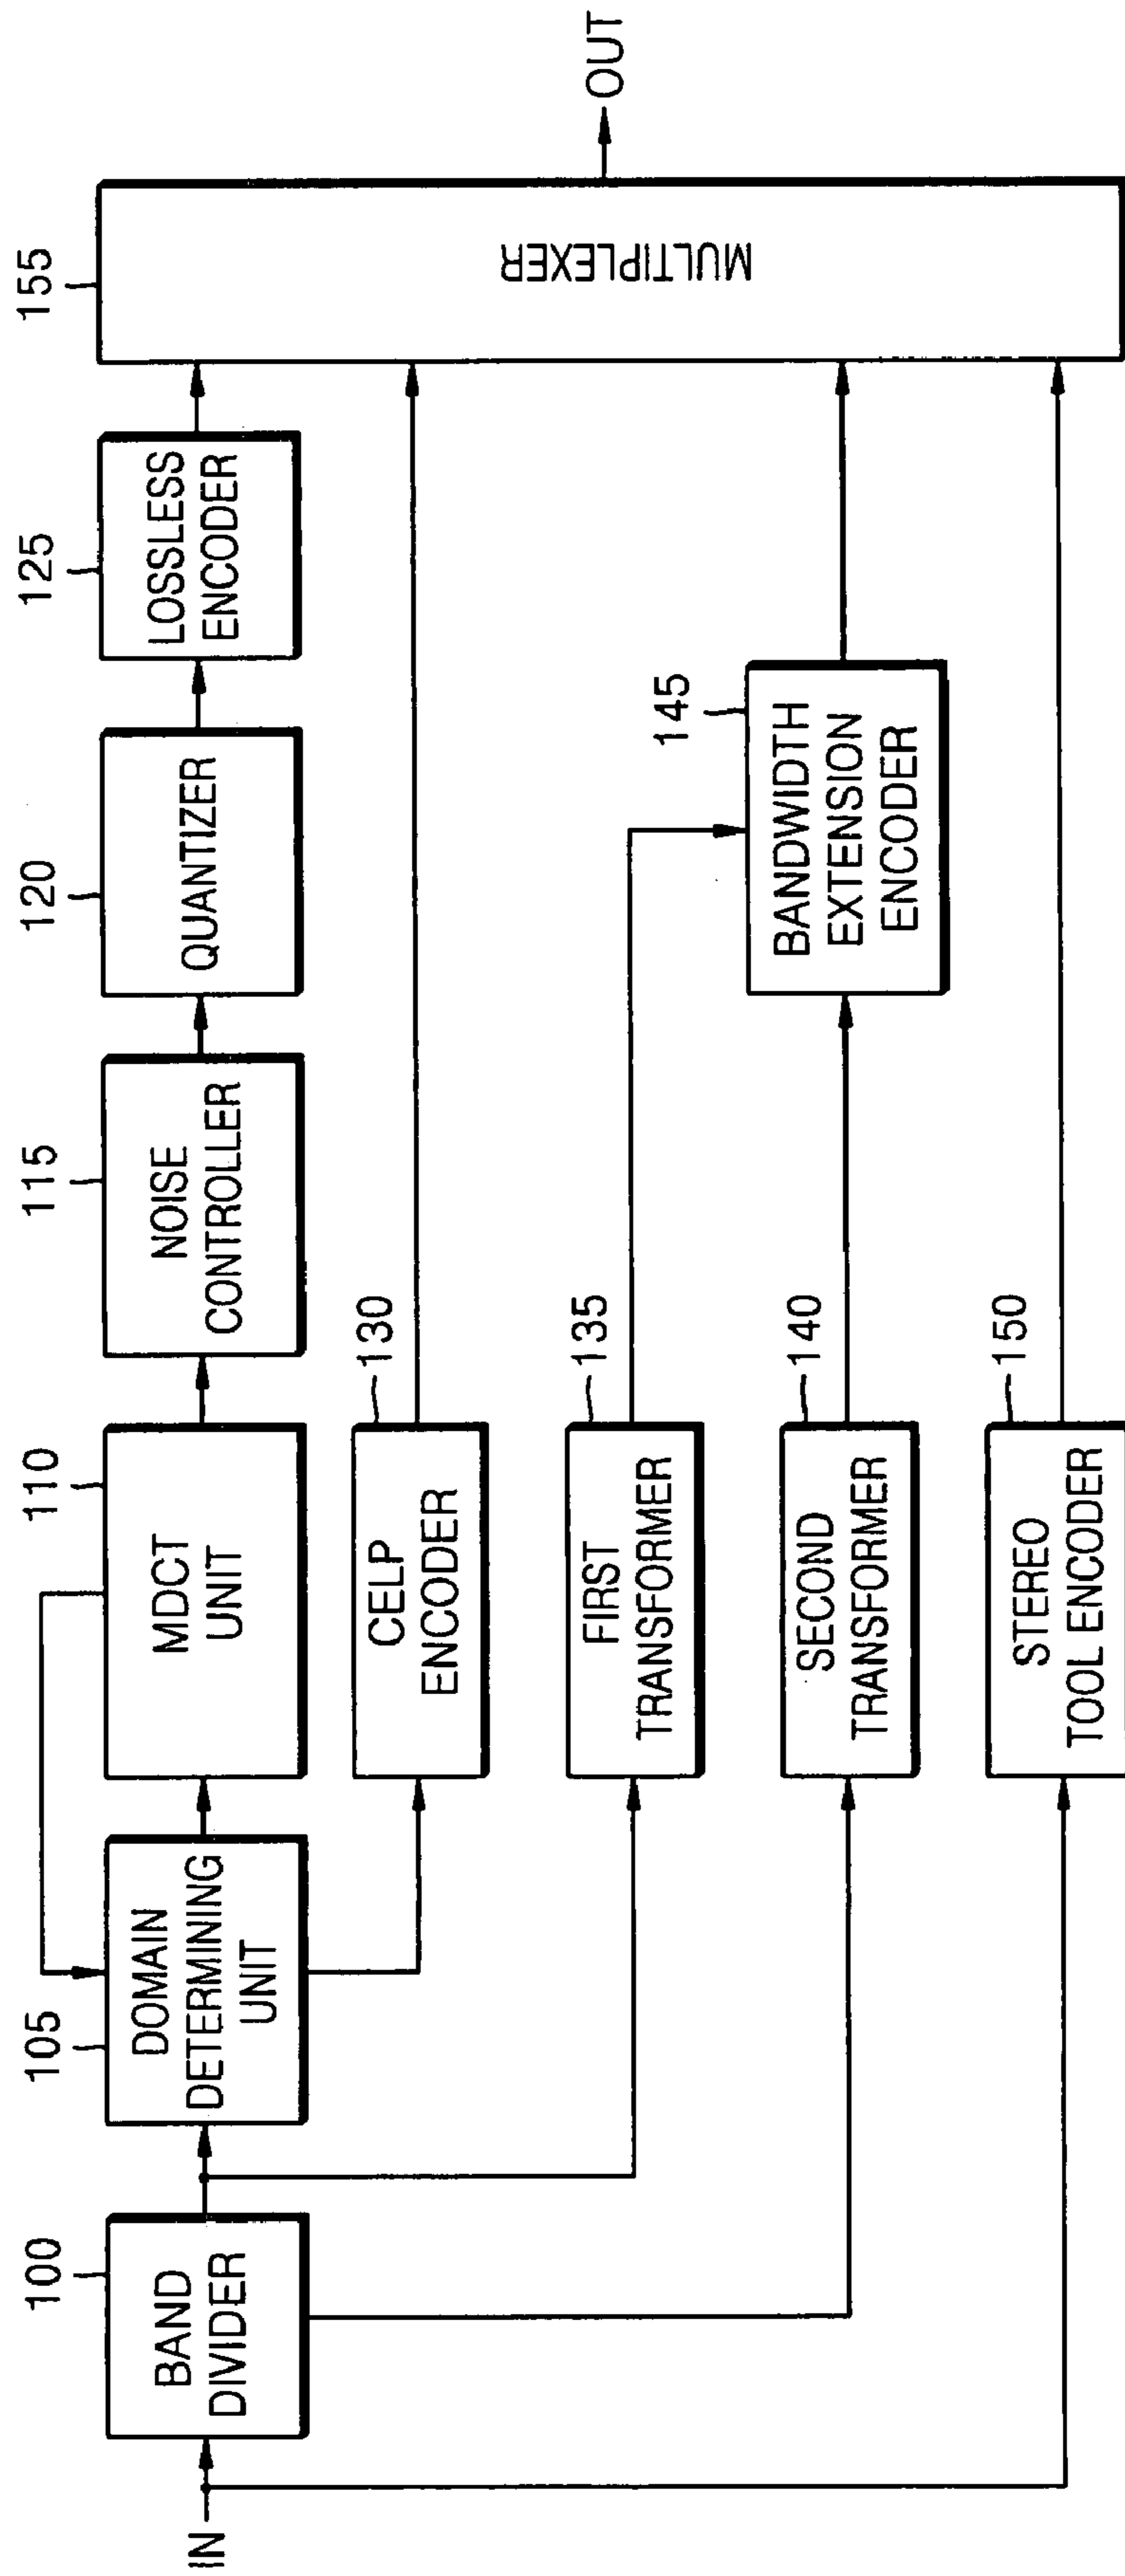 IN
100
BAND
DIVIDER
105
DOMAIN
DETERMINING
UNIT
110
MDCT
UNIT
115
NOISE
CONTROLLER
120
QUANTIZER
125
LOSSLESS
ENCODER
130
CELP
ENCODER
135
FIRST
TRANSFORMER
140
SECOND
TRANSFORMER
145
BANDWIDTH
EXTENSION
ENCODER
150
STEREO
TOOL ENCODER
155
MULTIPLEXER
OUT